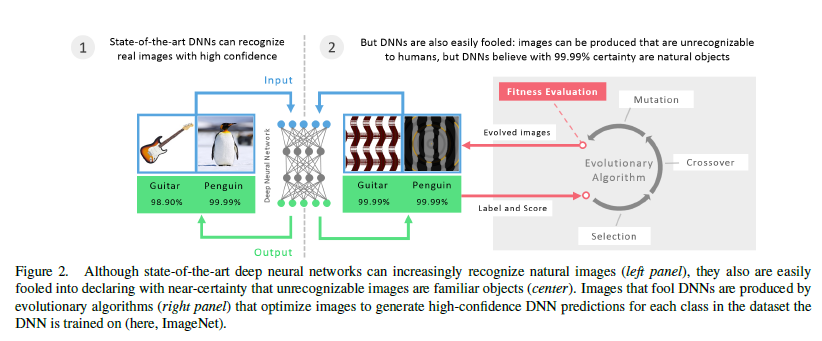 1
State-of-the-art DNNs can recognize
real images with high confidence
2
But DNNs are also easily fooled: images can be produced that are unrecognizable
to humans, but DNNs believe with 99.99% certainty are natural objects
Input
Deep Neural Network
Guitar
98.90%
Penguin
99.99%
Guitar
99.99%
Penguin
99.99%
Output
Fitness Evaluation
Mutation
Evolved images
Evolutionary
Algorithm
Crossover
Label and Score
Selection
Figure 2. Although state-of-the-art deep neural networks can increasingly recognize natural images (left panel), they also are easily
fooled into declaring with near-certainty that unrecognizable images are familiar objects (center). Images that fool DNNs are produced by
evolutionary algorithms (right panel) that optimize images to generate high-confidence DNN predictions for each class in the dataset the
DNN is trained on (here, ImageNet).